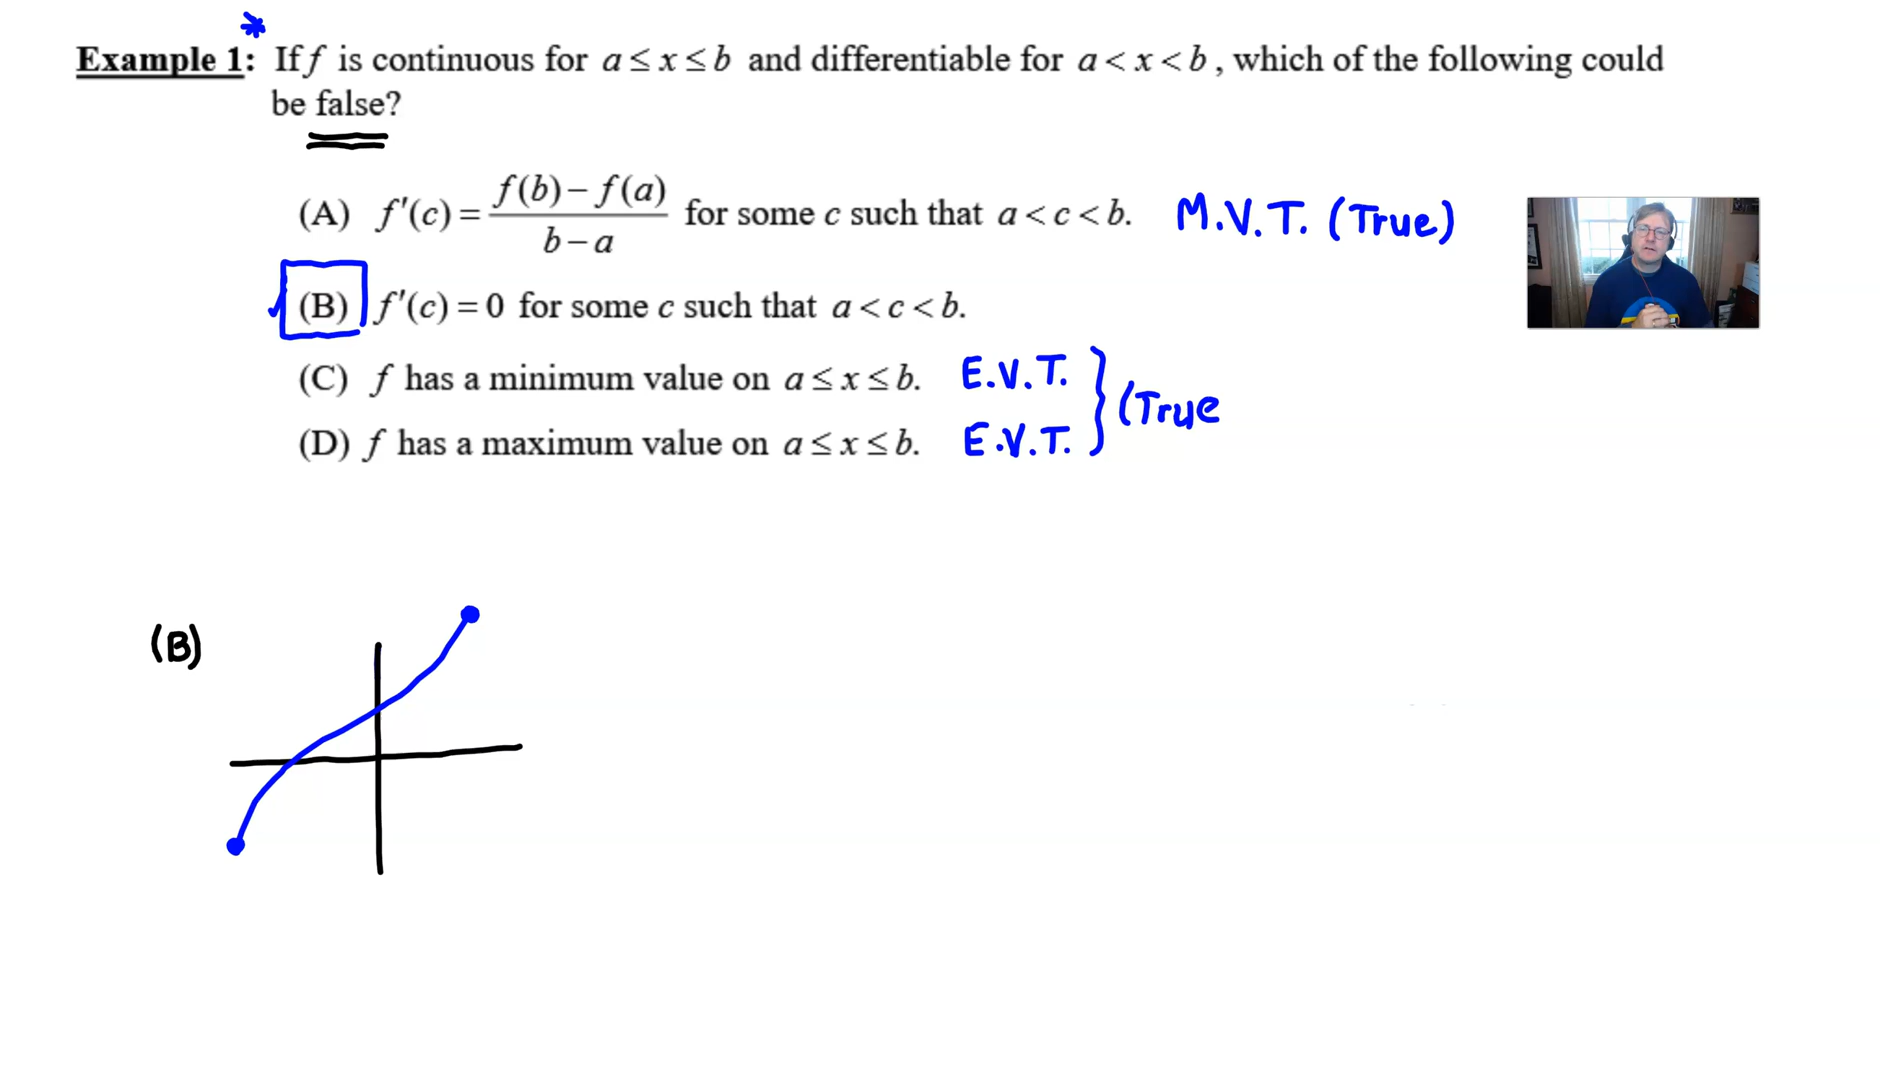 *
Example 1: If f is continuous for a ≤ x ≤ b and differentiable for a < x < b, which of the following could
be false?
(A) f'(c) = (f(b) − f(a)) / (b − a) for some c such that a < c < b. M.V.T. (True)
(B) f'(c) = 0 for some c such that a < c < b.
(C) f has a minimum value on a ≤ x ≤ b. E.V.T.
(True
(D) f has a maximum value on a ≤ x ≤ b. E.V.T.
(B)